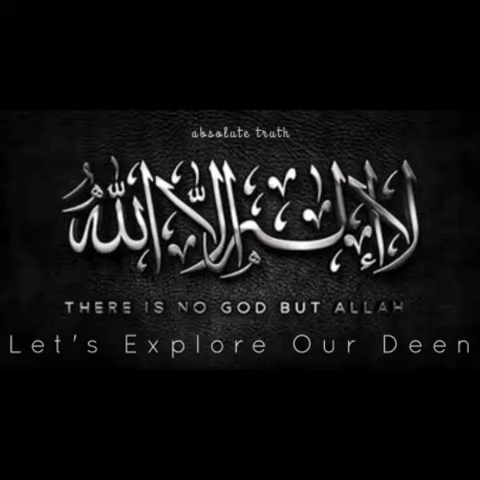 absolute truth
لا إله إلا الله
THERE IS NO GOD BUT ALLAH
Let's Explore Our Deen